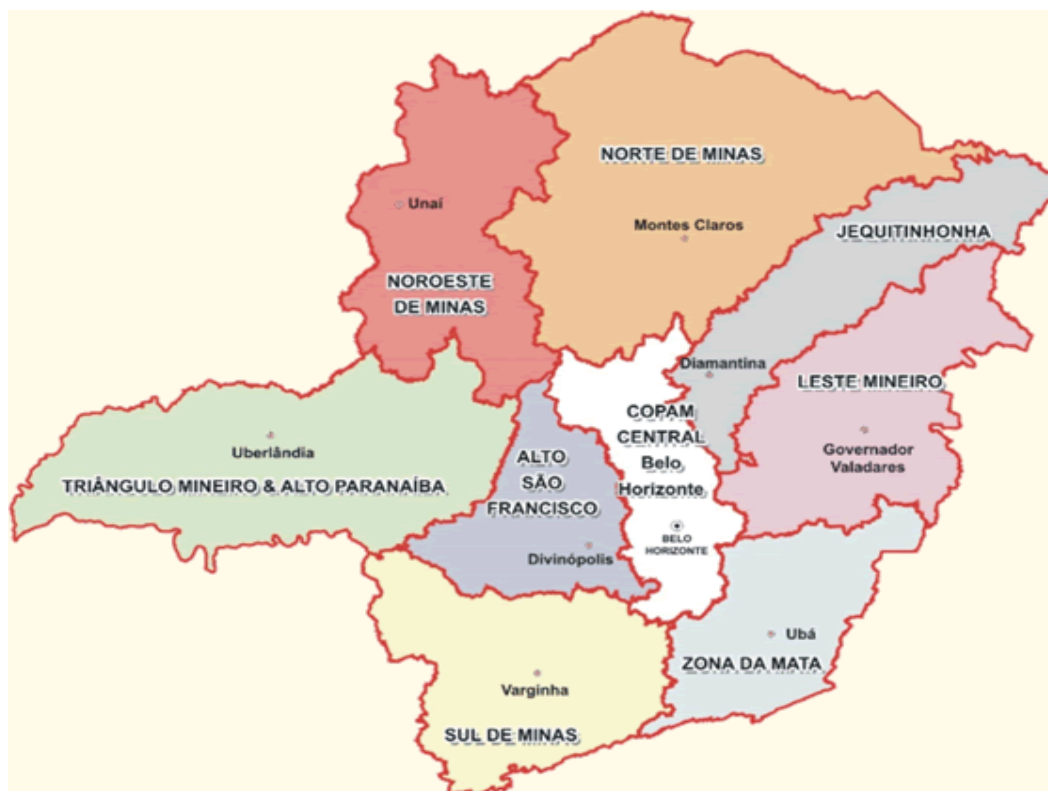 NORTE DE MINAS
Unaí
Montes Claros
JEQUITINHONHA
NOROESTE
DE MINAS
Diamantina
LESTE MINEIRO
COPAM
CENTRAL
Belo
Horizonte
Uberlândia
Governador
Valadares
ALTO
SÃO
FRANCISCO
TRIÂNGULO MINEIRO & ALTO PARANAÍBA
BELO
HORIZONTE
Divinópolis
Ubá
ZONA DA MATA
Varginha
SUL DE MINAS